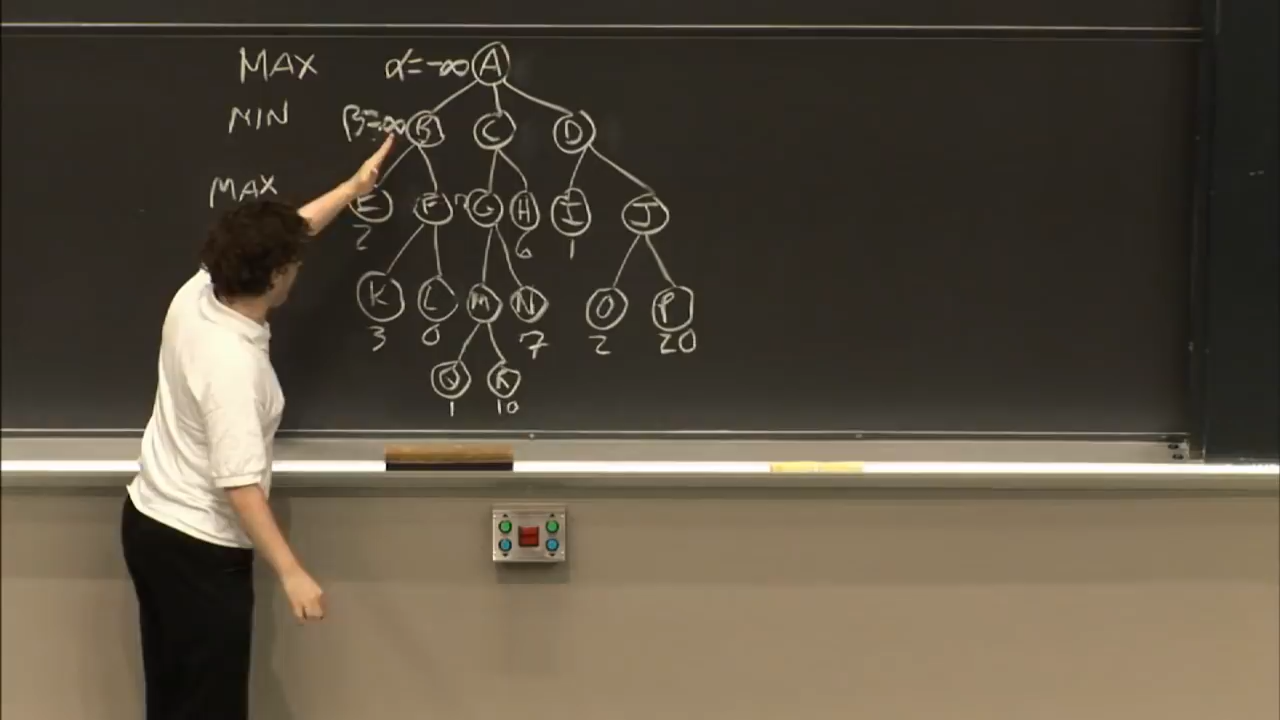 MAX α=-∞ A
MIN β=∞ B C D
MAX E F G H I J
2 6 1
K L M N O P
3 0 7 2 20
Q R
1 10